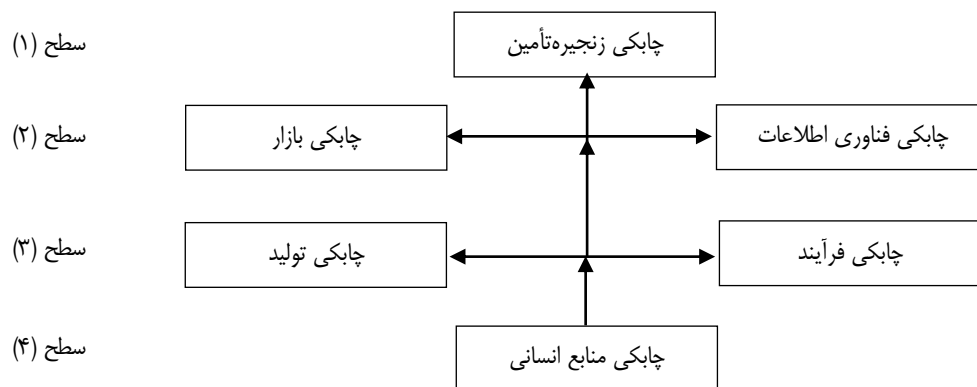 سطح (۱)
چابکی زنجیره‌تأمین
سطح (۲)
چابکی فناوری اطلاعات
چابکی بازار
سطح (۳)
چابکی فرآیند
چابکی تولید
سطح (۴)
چابکی منابع انسانی